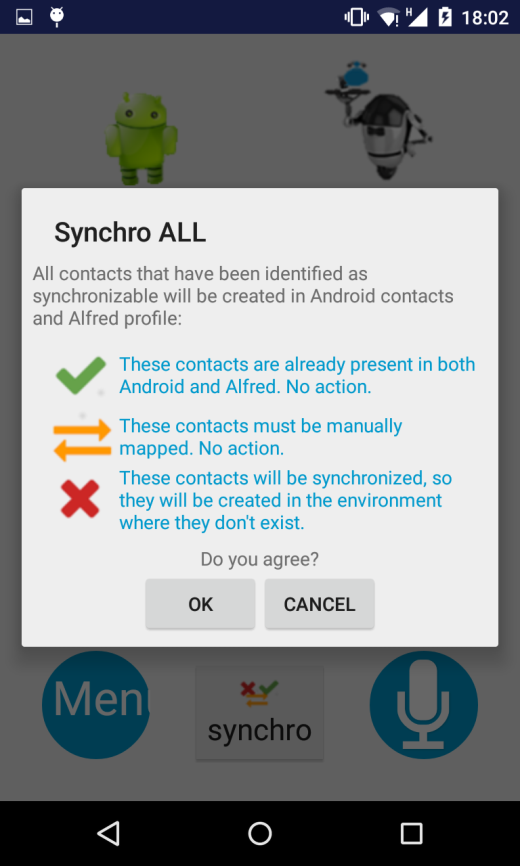 H 18:02
Synchro ALL
All contacts that have been identified as
synchronizable will be created in Android contacts
and Alfred profile:
These contacts are already present in both
Android and Alfred. No action.
These contacts must be manually
mapped. No action.
These contacts will be synchronized, so
they will be created in the environment
where they don't exist.
Do you agree?
OK CANCEL
Men
synchro